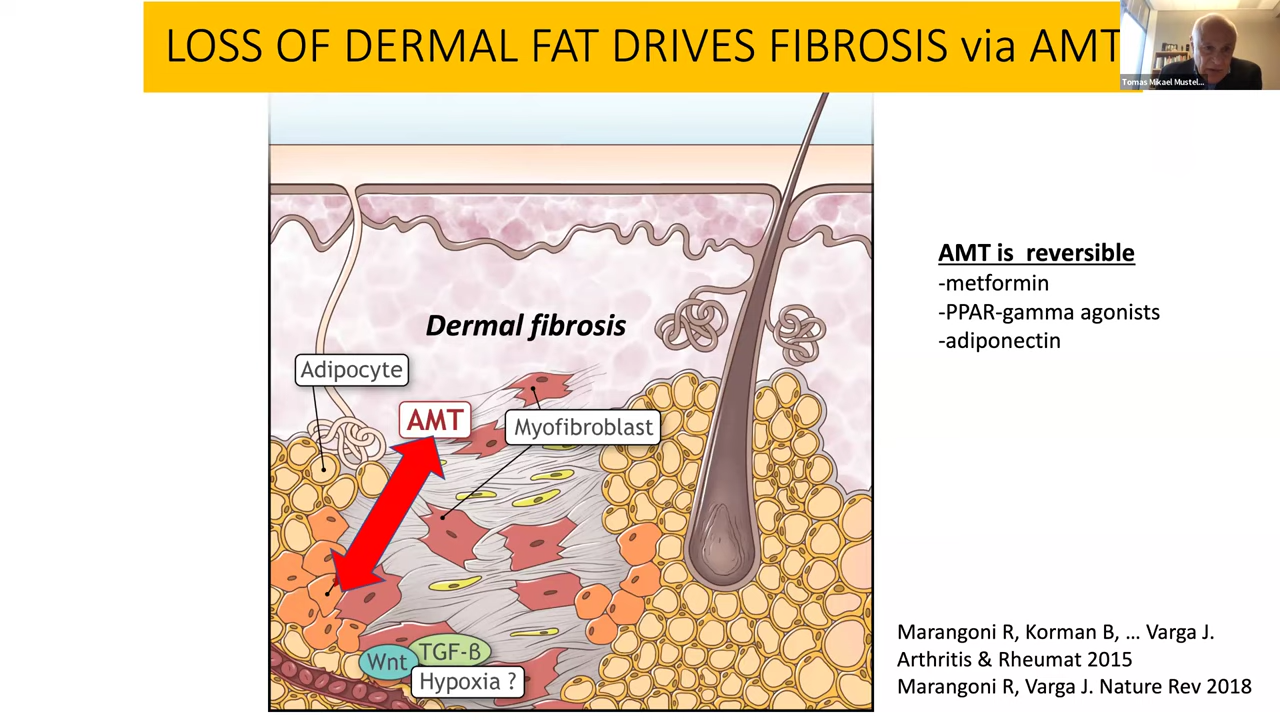 LOSS OF DERMAL FAT DRIVES FIBROSIS via AMT
Tomas Mikael Mustel...
AMT is reversible
-metformin
-PPAR-gamma agonists
-adiponectin
Dermal fibrosis
Adipocyte
AMT
Myofibroblast
Wnt
TGF-ß
Hypoxia ?
Marangoni R, Korman B, … Varga J.
Arthritis & Rheumat 2015
Marangoni R, Varga J. Nature Rev 2018